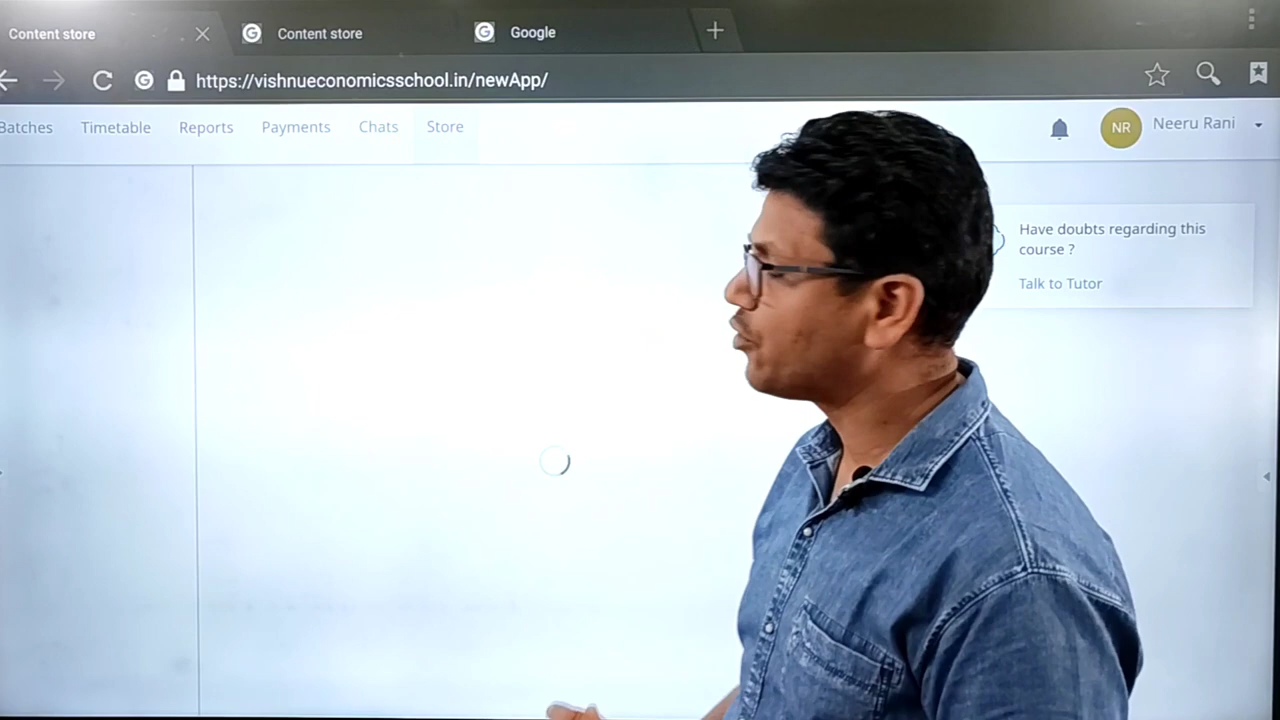 Content store
Content store
Google
https://vishnueconomicsschool.in/newApp/
Batches
Timetable
Reports
Payments
Chats
Store
NR
Neeru Rani
Have doubts regarding this
course ?
Talk to Tutor